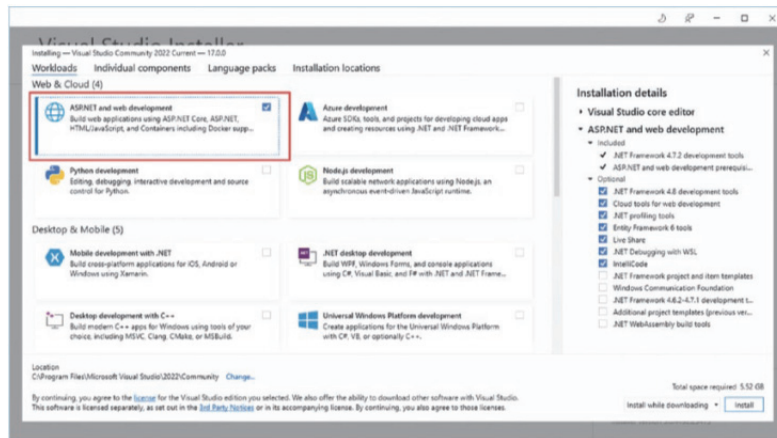 Visual Studio Installer
Installing — Visual Studio Community 2022 Current — 17.0.0
Workloads Individual components Language packs Installation locations
Web & Cloud (4)
ASP.NET and web development
Build web applications using ASP.NET Core, ASP.NET,
HTML/JavaScript, and Containers including Docker supp...
Azure development
Azure SDKs, tools, and projects for developing cloud apps
and creating resources using .NET and .NET Framework...
Python development
Editing, debugging, interactive development and source
control for Python.
Node.js development
Build scalable network applications using Node.js, an
asynchronous event-driven JavaScript runtime.
Desktop & Mobile (5)
Mobile development with .NET
Build cross-platform applications for iOS, Android or
Windows using Xamarin.
.NET desktop development
Build WPF, Windows Forms, and console applications
using C#, Visual Basic, and F# with .NET and .NET Frame...
Desktop development with C++
Build modern C++ apps for Windows using tools of your
choice, including MSVC, Clang, CMake, or MSBuild.
Universal Windows Platform development
Create applications for the Universal Windows Platform
with C#, VB, or optionally C++.
Location
C:\Program Files\Microsoft Visual Studio\2022\Community Change...
By continuing, you agree to the license for the Visual Studio edition you selected. We also offer the ability to download other software with Visual Studio.
This software is licensed separately, as set out in the 3rd Party Notices or in its accompanying license. By continuing, you also agree to those licenses.
Installation details
Visual Studio core editor
ASP.NET and web development
Included
.NET Framework 4.7.2 development tools
ASP.NET and web development prerequisi...
Optional
.NET Framework 4.8 development tools
Cloud tools for web development
.NET profiling tools
Entity Framework 6 tools
Live Share
.NET Debugging with WSL
IntelliCode
.NET Framework project and item templates
Windows Communication Foundation
.NET Framework 4.6.2-4.7.1 development t...
Additional project templates (previous ver...
.NET WebAssembly build tools
Total space required 5.52 GB
Install while downloading Install